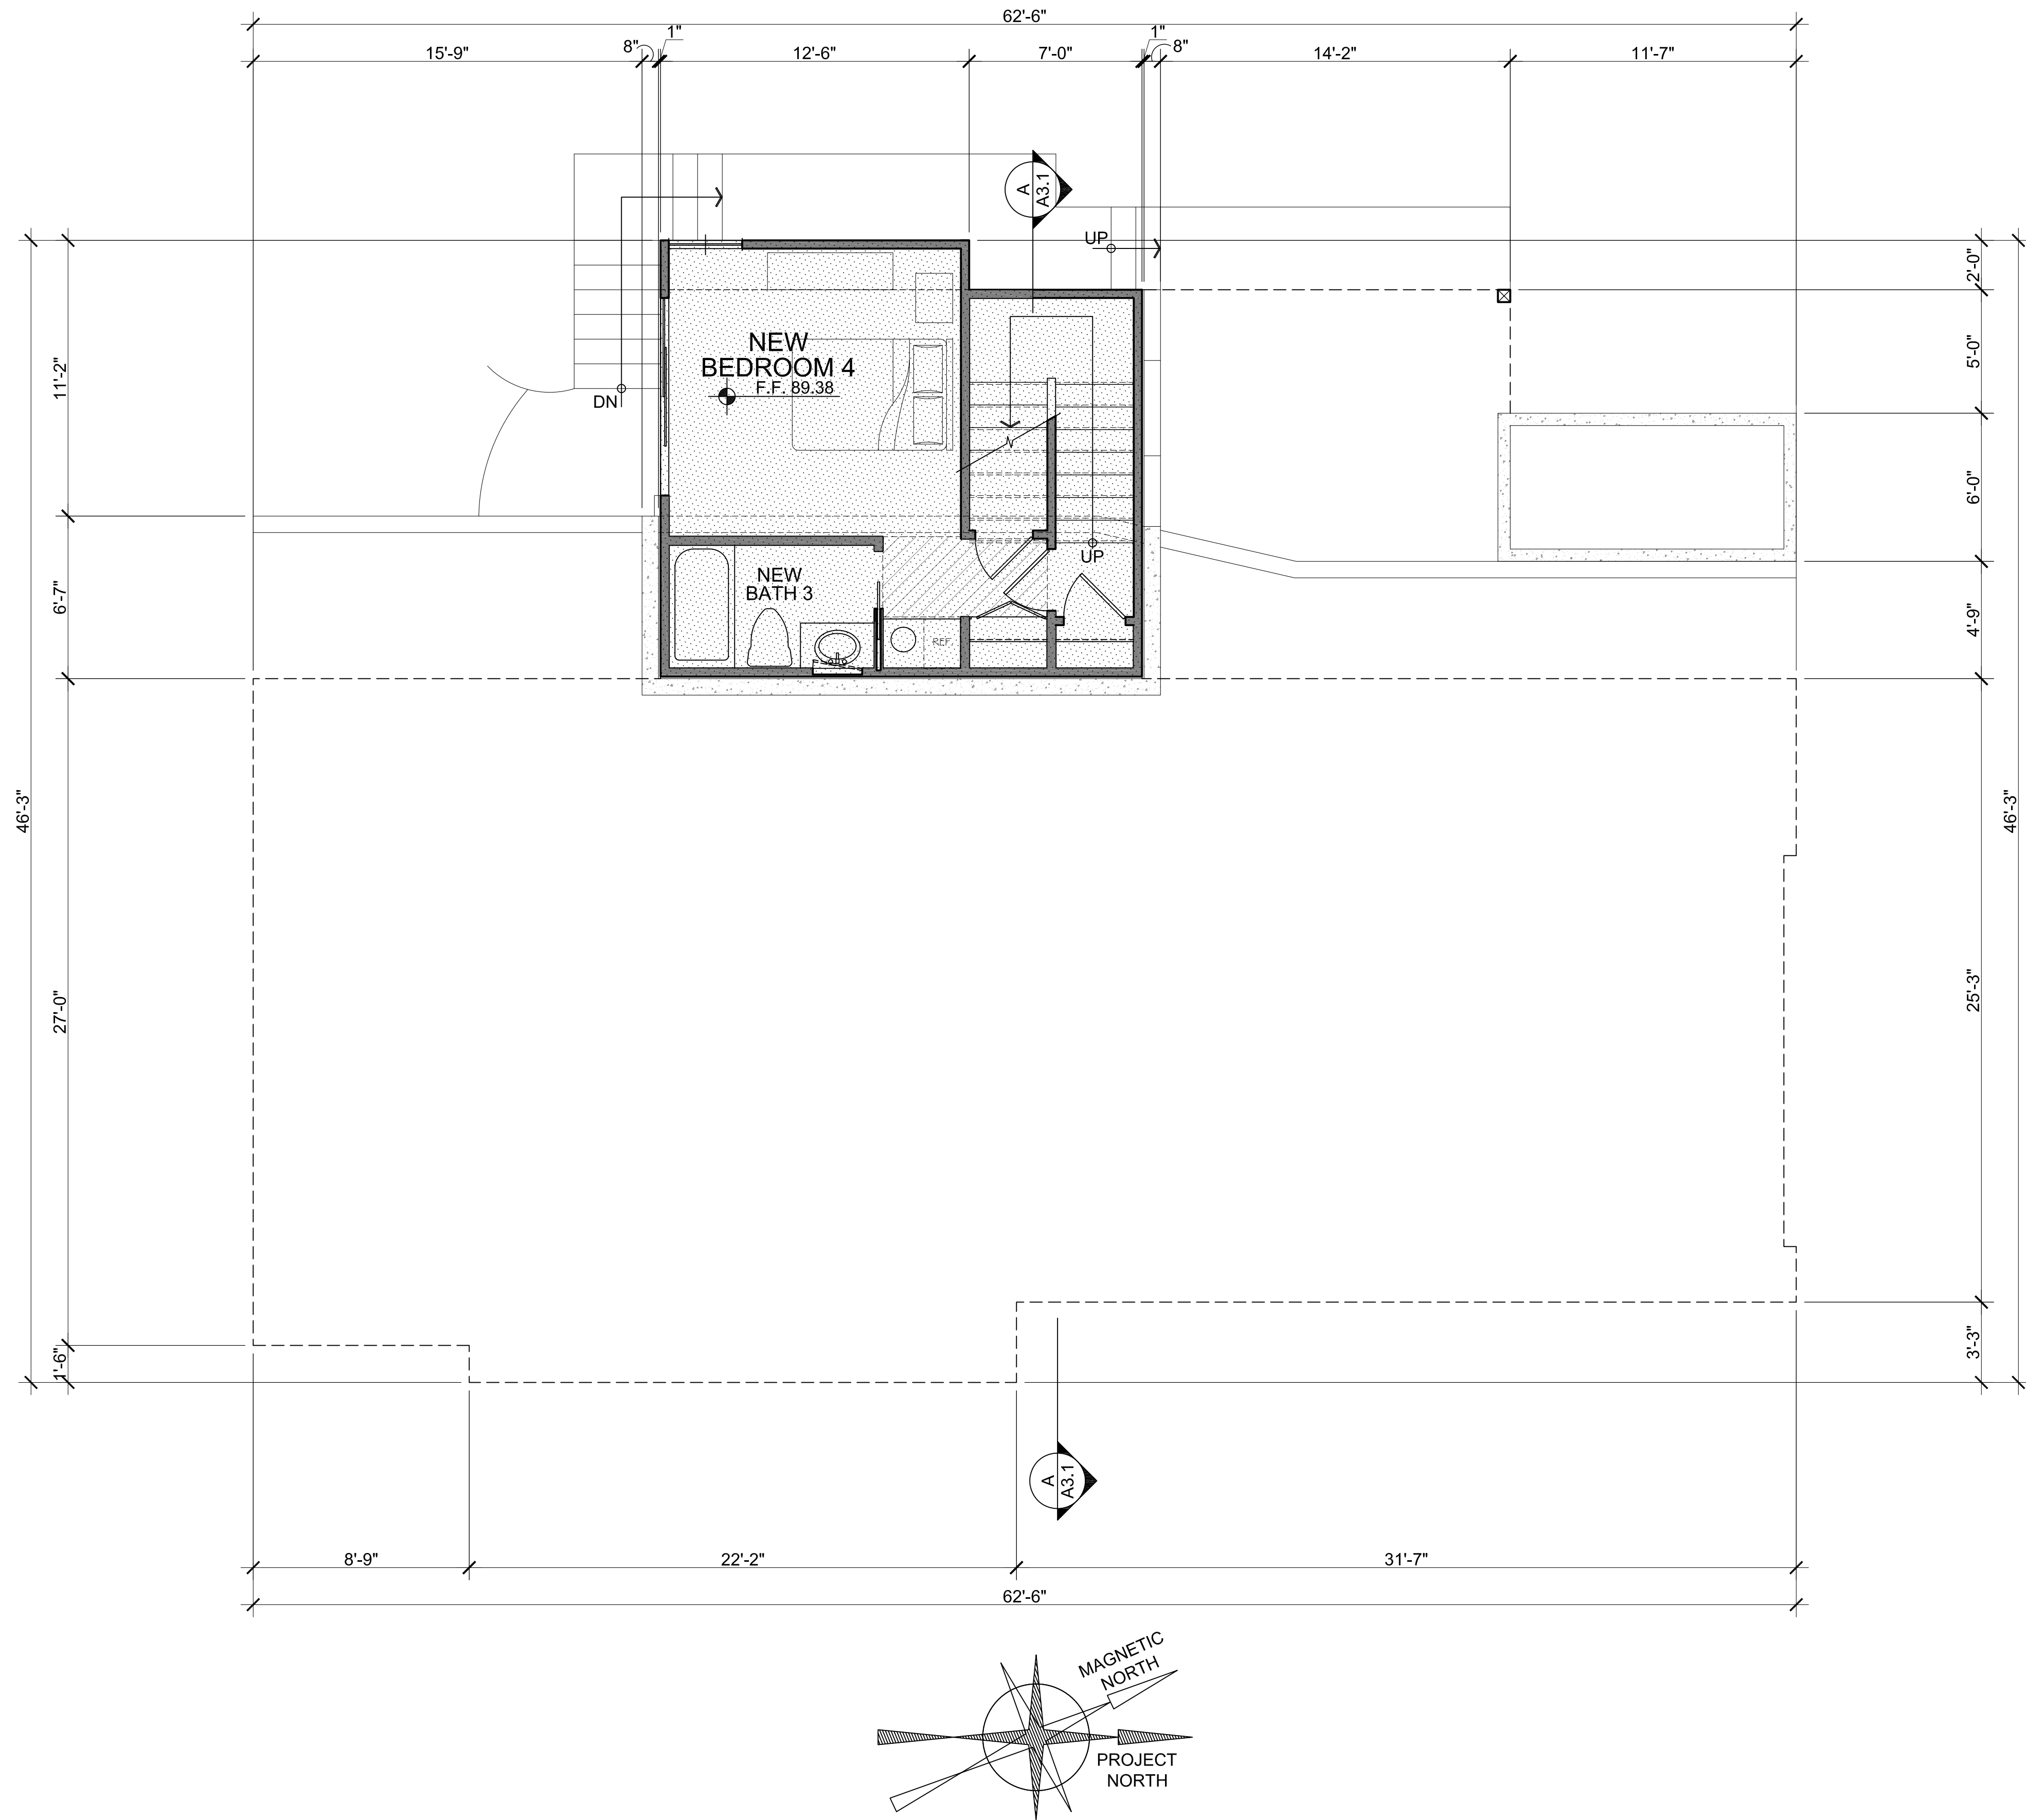 62'-6"
15'-9"
8"
1"
12'-6"
7'-0"
1"
8"
14'-2"
11'-7"
A
A3.1
UP
2'-0"
11'-2"
NEW
BEDROOM 4
F.F. 89.38
DN
5'-0"
6'-0"
UP
NEW
BATH 3
REF
6'-7"
4'-9"
46'-3"
46'-3"
27'-0"
25'-3"
1'-6"
3'-3"
A
A3.1
8'-9"
22'-2"
31'-7"
62'-6"
MAGNETIC
NORTH
PROJECT
NORTH